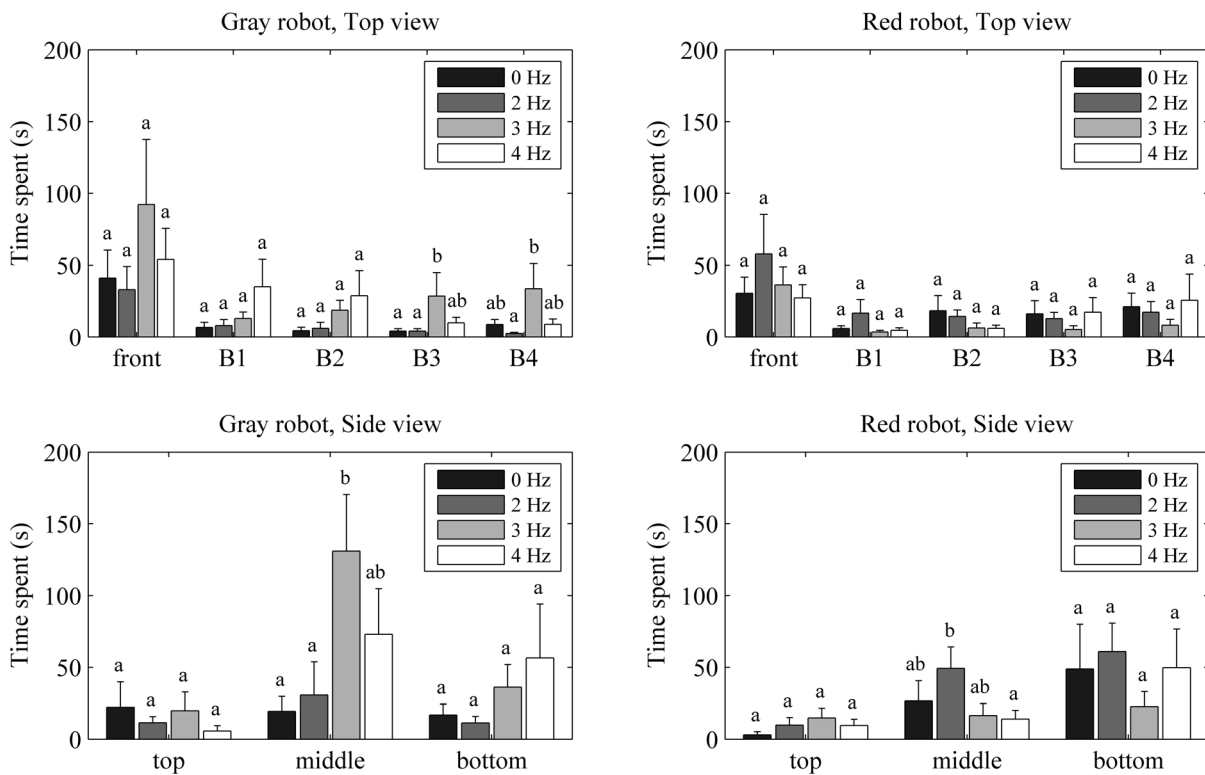 Gray robot, Top view
200
150
100
50
0
Time spent (s)
0 Hz
2 Hz
3 Hz
4 Hz
a a a a
a a a a
a a a a
a a b ab
ab a b ab
front B1 B2 B3 B4
Red robot, Top view
200
150
100
50
0
Time spent (s)
0 Hz
2 Hz
3 Hz
4 Hz
a a a a
a a a a
a a a a
a a a a
a a a a
front B1 B2 B3 B4
Gray robot, Side view
200
150
100
50
0
Time spent (s)
0 Hz
2 Hz
3 Hz
4 Hz
a a a a
a a b ab
a a a a
top middle bottom
Red robot, Side view
200
150
100
50
0
Time spent (s)
0 Hz
2 Hz
3 Hz
4 Hz
a a a a
ab b ab a
a a a a
top middle bottom